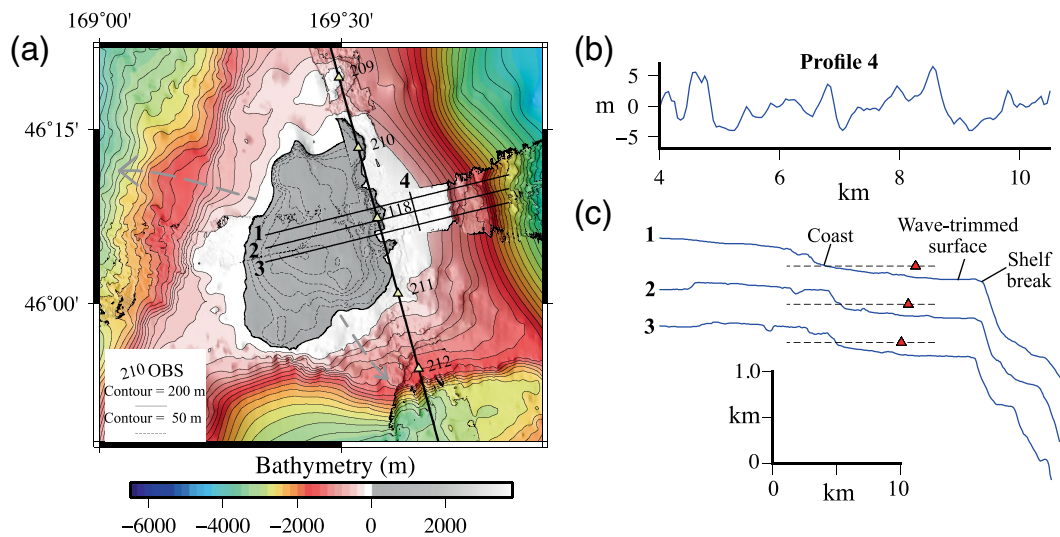 (a)
169°00'
169°30'
46°15'
46°00'
209
210
4
118
1
2
3
211
212
210 OBS
Contour = 200 m
Contour = 50 m
Bathymetry (m)
−6000 −4000 −2000 0 2000
(b)
Profile 4
m
5
0
−5
4 6 8 10
km
(c)
1
2
3
Coast
Wave-trimmed
surface
Shelf
break
1.0
km
0
0 km 10